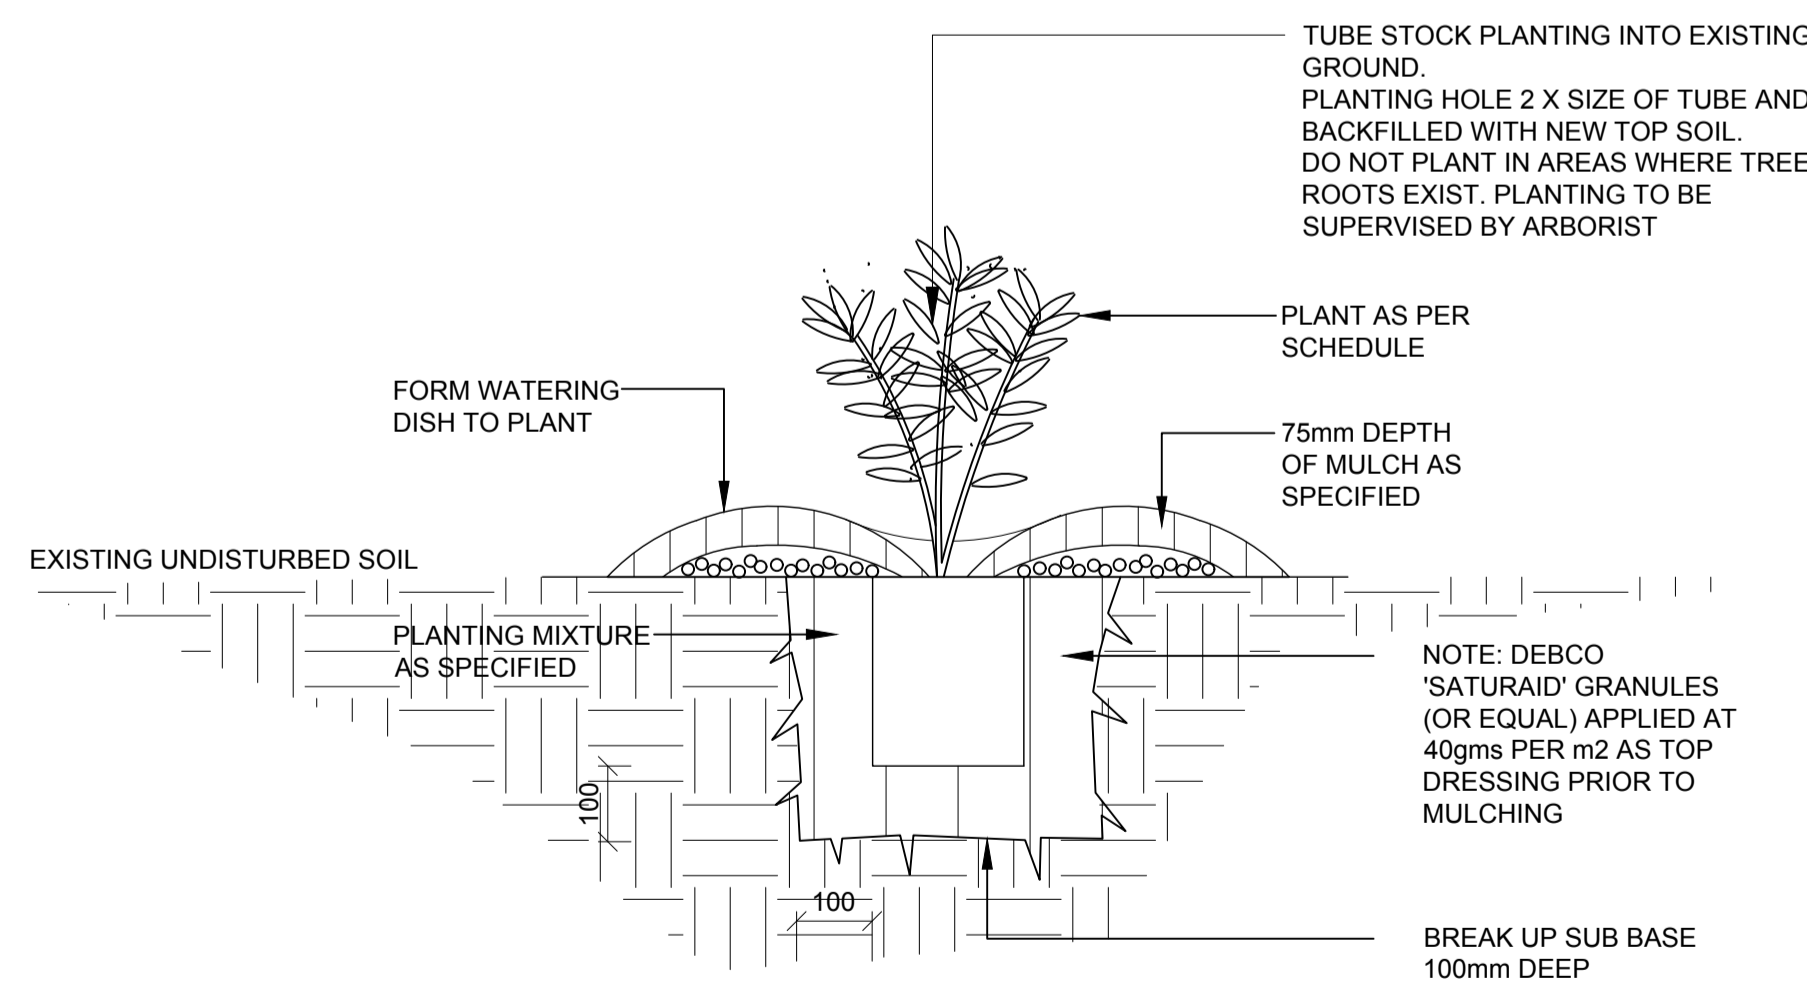 TUBE STOCK PLANTING INTO EXISTING
GROUND.
PLANTING HOLE 2 X SIZE OF TUBE AND
BACKFILLED WITH NEW TOP SOIL.
DO NOT PLANT IN AREAS WHERE TREE
ROOTS EXIST. PLANTING TO BE
SUPERVISED BY ARBORIST
PLANT AS PER
SCHEDULE
FORM WATERING
DISH TO PLANT
75mm DEPTH
OF MULCH AS
SPECIFIED
EXISTING UNDISTURBED SOIL
PLANTING MIXTURE
AS SPECIFIED
NOTE: DEBCO
'SATURAID' GRANULES
(OR EQUAL) APPLIED AT
40gms PER m2 AS TOP
DRESSING PRIOR TO
MULCHING
100
100
BREAK UP SUB BASE
100mm DEEP